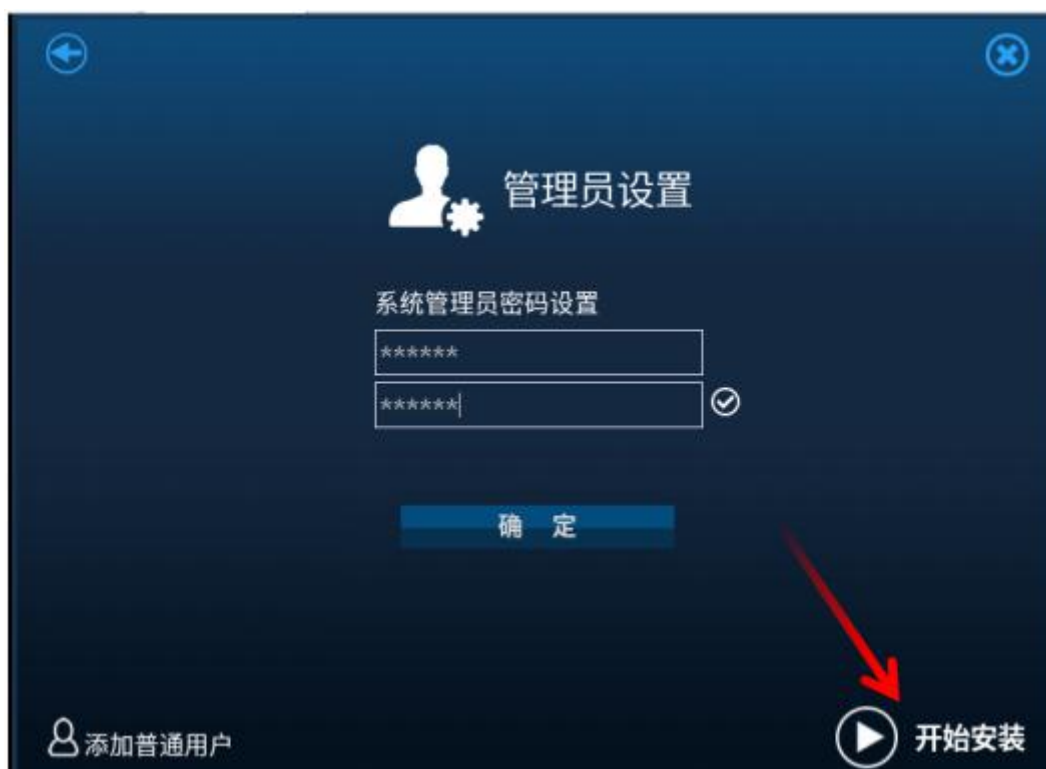 管理员设置
系统管理员密码设置
******
******
确 定
添加普通用户
开始安装